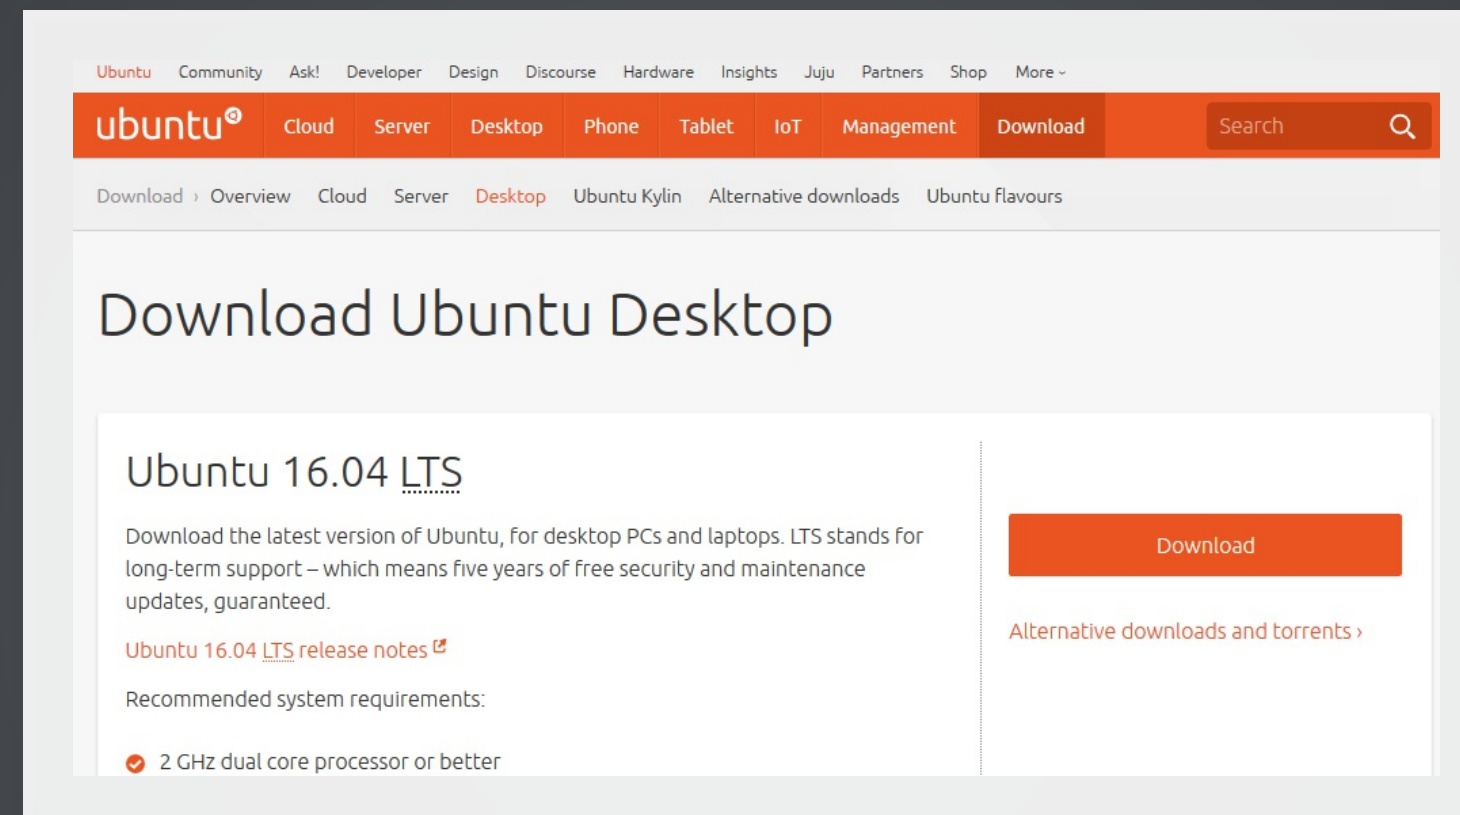 Ubuntu Community Ask! Developer Design Discourse Hardware Insights Juju Partners Shop More
ubuntu Cloud Server Desktop Phone Tablet IoT Management Download Search
Download › Overview Cloud Server Desktop Ubuntu Kylin Alternative downloads Ubuntu flavours
Download Ubuntu Desktop
Ubuntu 16.04 LTS
Download the latest version of Ubuntu, for desktop PCs and laptops. LTS stands for
long-term support – which means five years of free security and maintenance
updates, guaranteed.
Ubuntu 16.04 LTS release notes
Recommended system requirements:
2 GHz dual core processor or better
Download
Alternative downloads and torrents ›